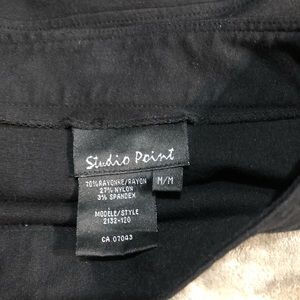 Studio Point
70% RAYONNE/RAYON
27% NYLON
3% SPANDEX
M/M
MODELE/STYLE
2132-120
CA 07043